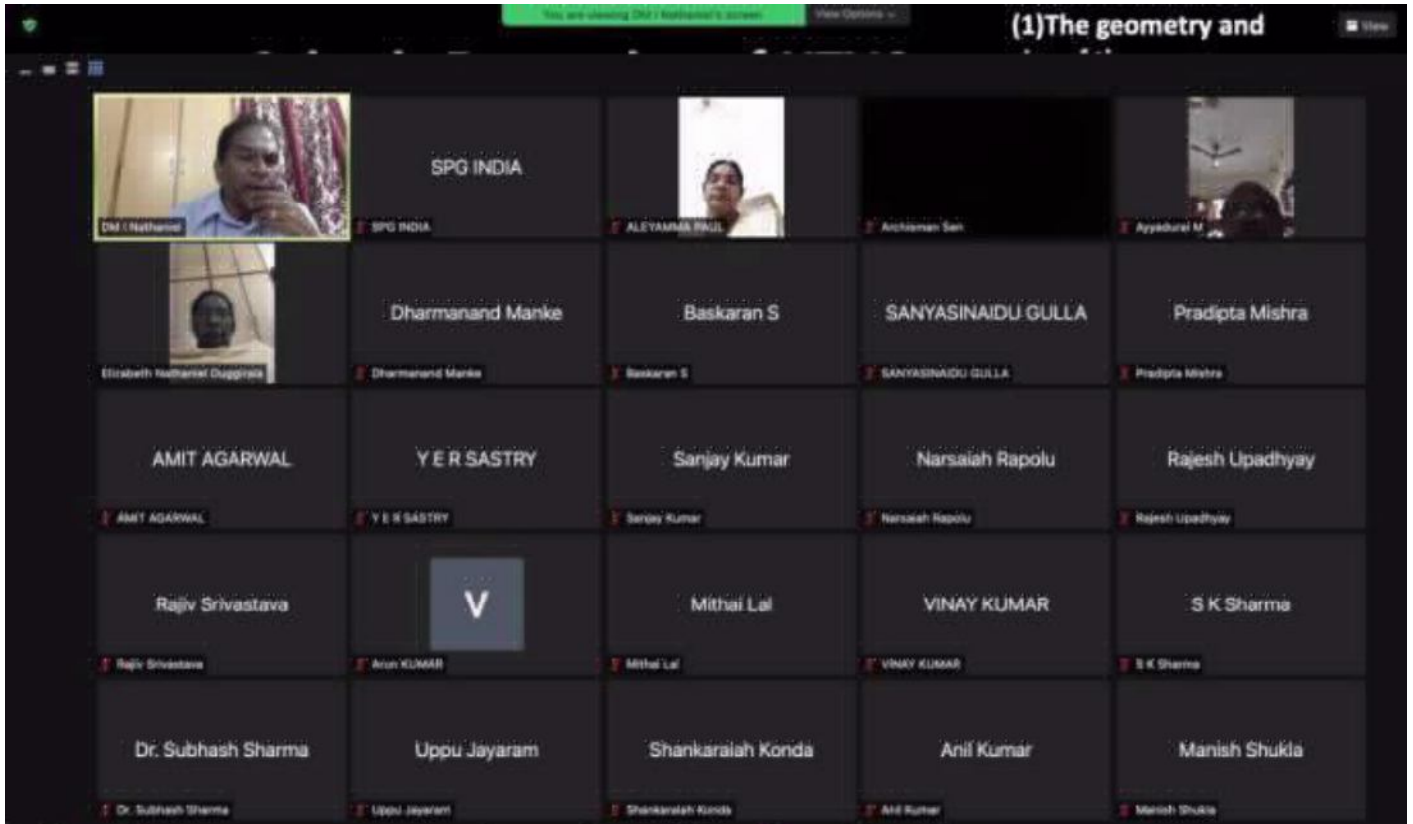 You are viewing DM I Nathaniel's screen
View Options
(1)The geometry and
View
DM I Nathaniel
SPG INDIA
SPG INDIA
ALEYAMMA PAUL
Archisman Sen
Ayyadurai M
Elizabeth Nathaniel Duggirala
Dharmanand Manke
Dharmanand Manke
Baskaran S
Baskaran S
SANYASINAIDU GULLA
SANYASINAIDU GULLA
Pradipta Mishra
Pradipta Mishra
AMIT AGARWAL
AMIT AGARWAL
Y E R SASTRY
Y E R SASTRY
Sanjay Kumar
Sanjay Kumar
Narsaiah Rapolu
Narsaiah Rapolu
Rajesh Upadhyay
Rajesh Upadhyay
Rajiv Srivastava
Rajiv Srivastava
V
Arun KUMAR
Mithai Lal
Mithai Lal
VINAY KUMAR
VINAY KUMAR
S K Sharma
S K Sharma
Dr. Subhash Sharma
Dr. Subhash Sharma
Uppu Jayaram
Uppu Jayaram
Shankaraiah Konda
Shankaraiah Konda
Anil Kumar
Anil Kumar
Manish Shukla
Manish Shukla